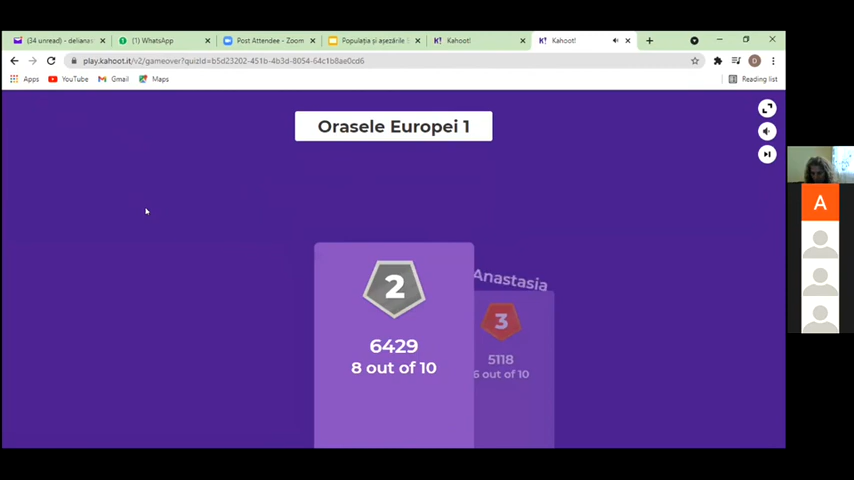 (34 unread) - delianas
(1) WhatsApp
Post Attendee - Zoom
Populația și așezările
Kahoot!
Kahoot!
play.kahoot.it/v2/gameover?quizId=b5d23202-451b-4b3d-8054-64c1b8ae0cd6
D
Apps
YouTube
Gmail
Maps
Reading list
Orasele Europei 1
2
6429
8 out of 10
Anastasia
3
5118
6 out of 10
A